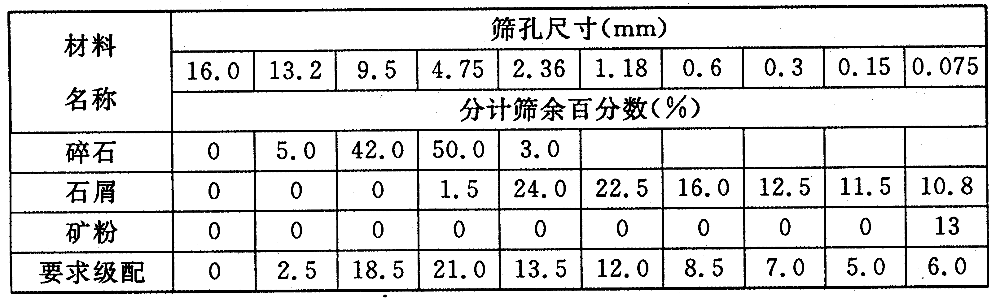 材料名称 筛孔尺寸(mm)
16.0 13.2 9.5 4.75 2.36 1.18 0.6 0.3 0.15 0.075
分计筛余百分数(%)
碎石 0 5.0 42.0 50.0 3.0
石屑 0 0 0 1.5 24.0 22.5 16.0 12.5 11.5 10.8
矿粉 0 0 0 0 0 0 0 0 0 13
要求级配 0 2.5 18.5 21.0 13.5 12.0 8.5 7.0 5.0 6.0